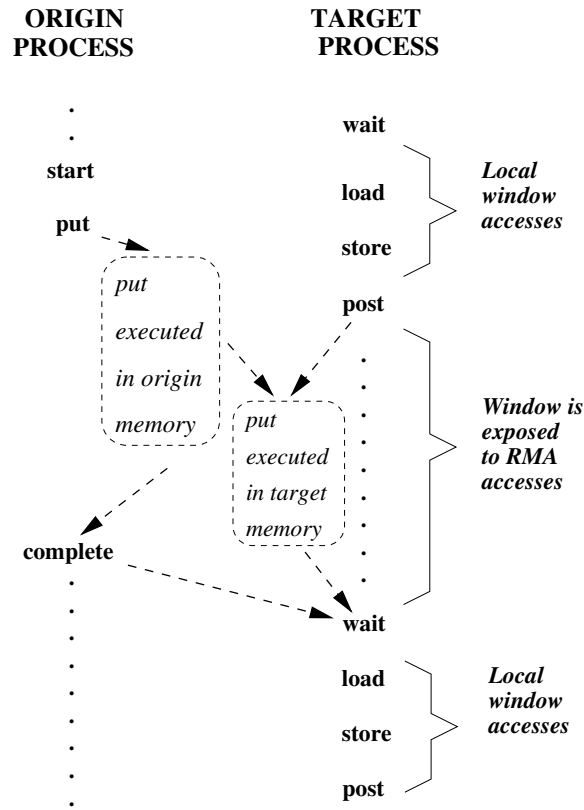 ORIGIN
PROCESS
TARGET
PROCESS
wait
start
load
put
store
Local
window
accesses
put
executed
in origin
memory
post
put
executed
in target
memory
Window is
exposed
to RMA
accesses
complete
wait
load
store
post
Local
window
accesses